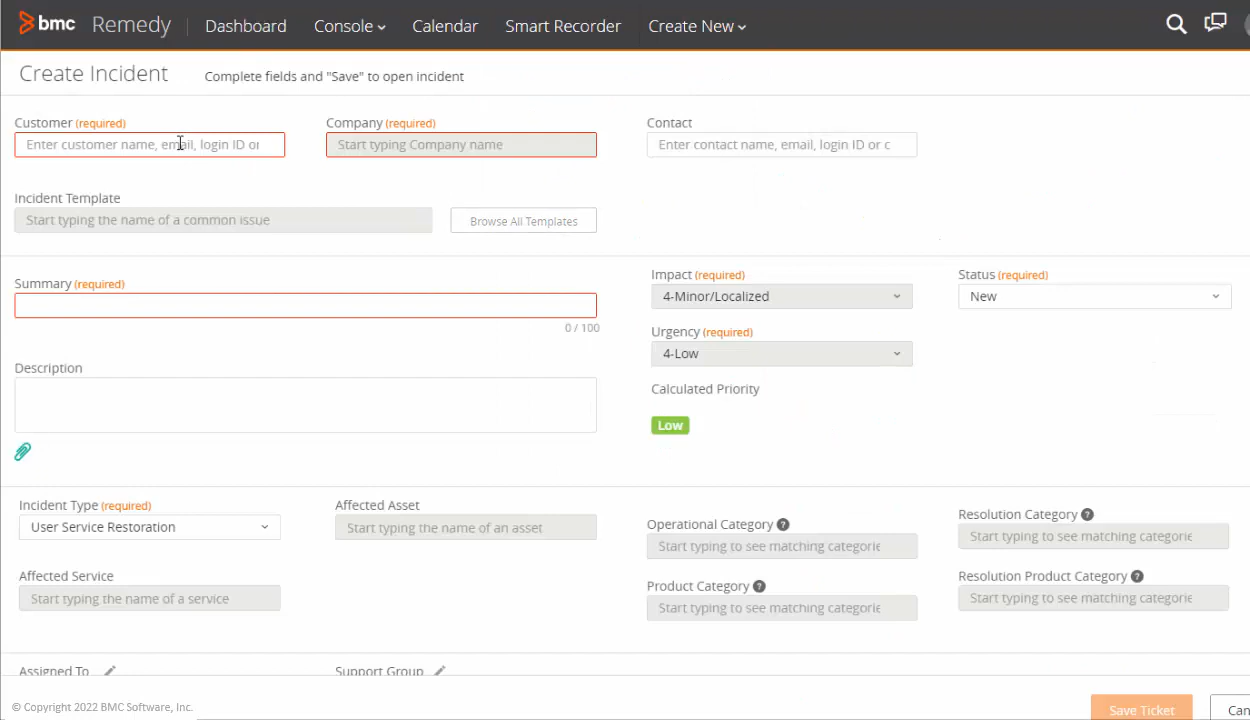 bmc Remedy Dashboard Console Calendar Smart Recorder Create New
Create Incident Complete fields and "Save" to open incident
Customer (required) Company (required) Contact
Enter customer name, email, login ID or Start typing Company name Enter contact name, email, login ID or c
Incident Template
Start typing the name of a common issue Browse All Templates
Summary (required)
0 / 100
Description
Impact (required)
4-Minor/Localized
Urgency (required)
4-Low
Calculated Priority
Low
Status (required)
New
Incident Type (required)
User Service Restoration
Affected Asset
Start typing the name of an asset
Affected Service
Start typing the name of a service
Operational Category ?
Start typing to see matching categorie
Product Category ?
Start typing to see matching categorie
Resolution Category ?
Start typing to see matching categorie
Resolution Product Category ?
Start typing to see matching categorie
Assigned To Support Group
© Copyright 2022 BMC Software, Inc. Save Ticket Can